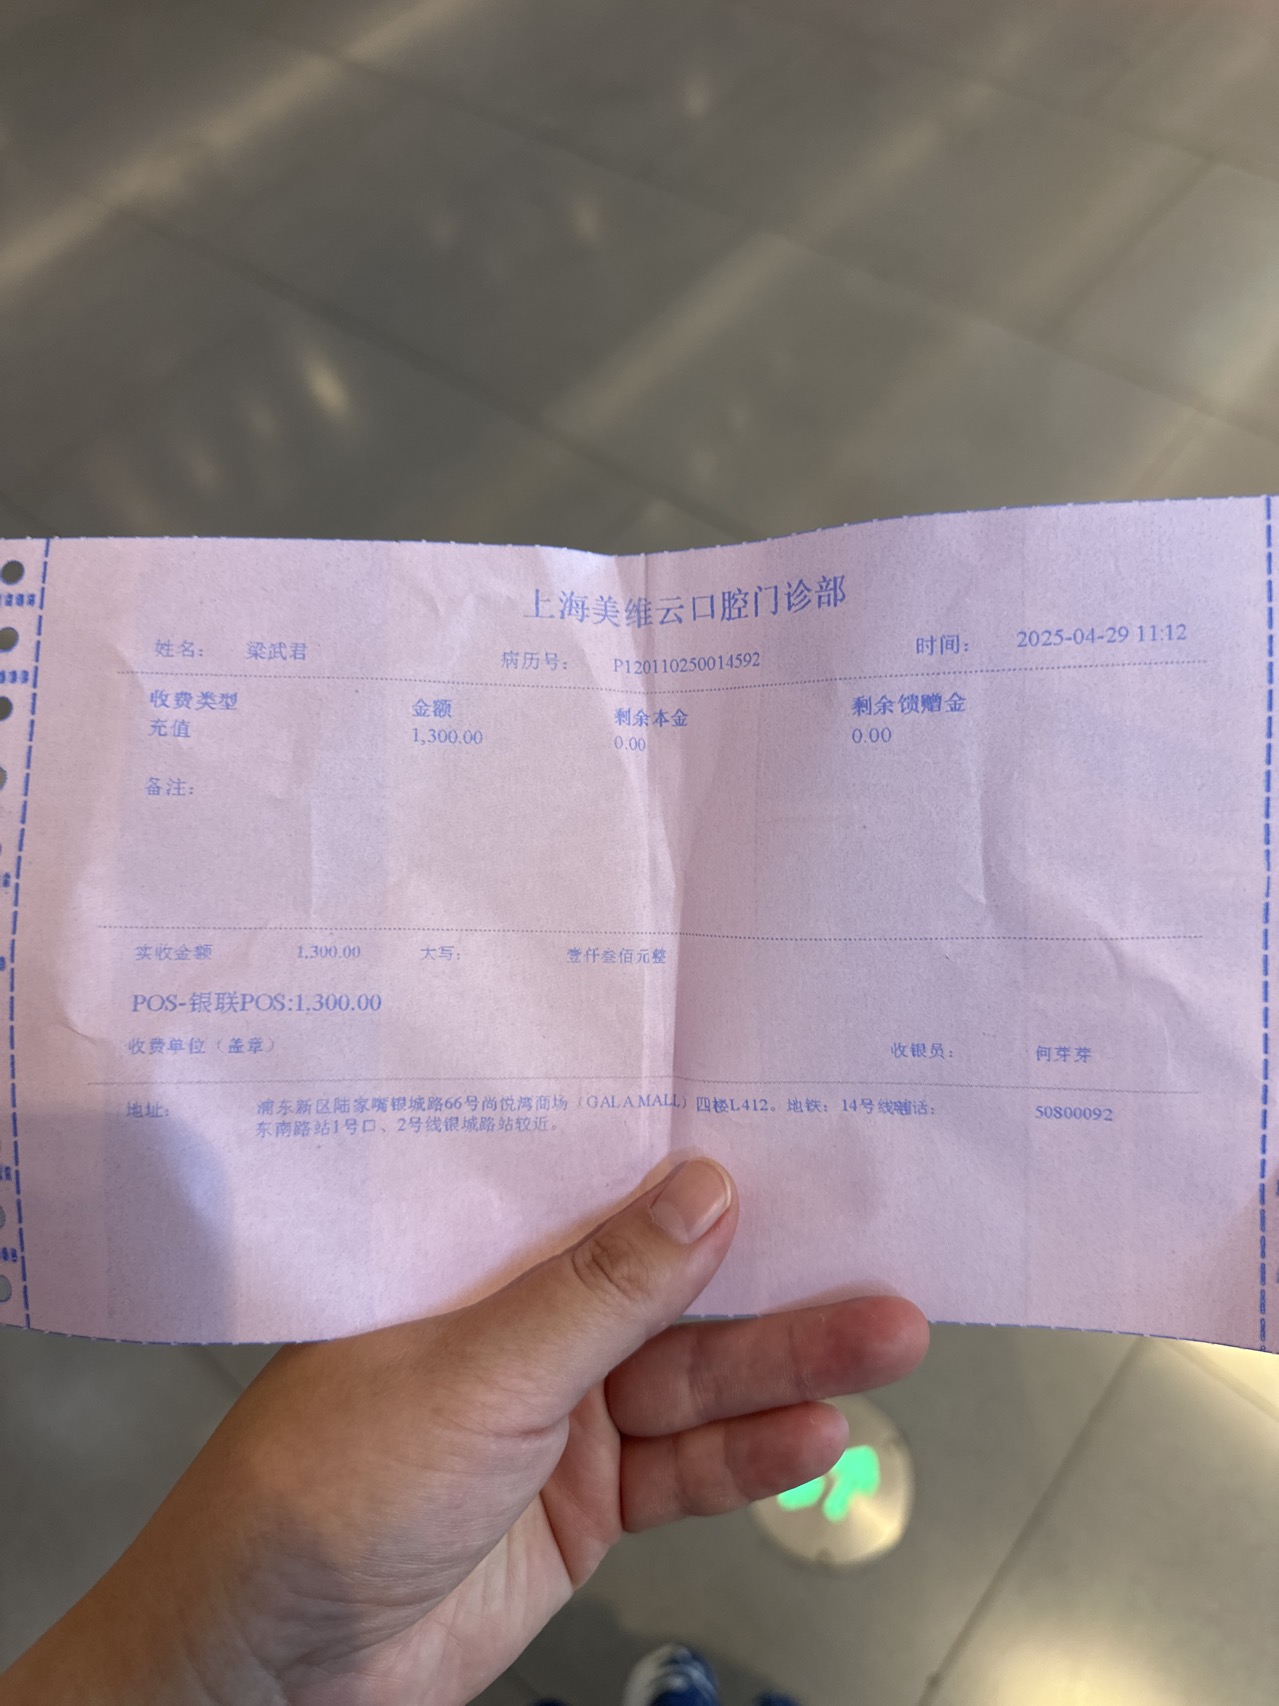 上海美维云口腔门诊部
姓名： 梁武君 病历号： P120110250014592 时间： 2025-04-29 11:12
收费类型 金额 剩余本金 剩余馈赠金
充值 1,300.00 0.00 0.00
备注：
实收金额 1,300.00 大写： 壹仟叁佰元整
POS-银联POS:1,300.00
收费单位（盖章） 收银员： 何芽芽
地址： 浦东新区陆家嘴银城路66号尚悦湾商场（GALA MALL）四楼L412。地铁：14号线 话： 50800092
东南路站1号口、2号线银城路站较近。